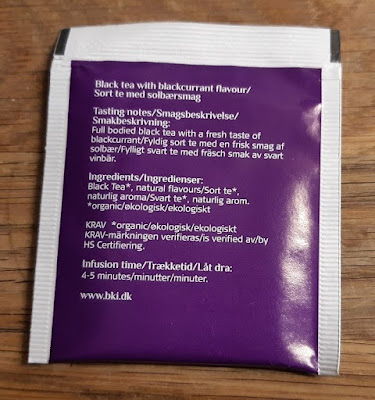 Black tea with blackcurrant flavour/
Sort te med solbærsmag
Tasting notes/Smagsbeskrivelse/
Smakbeskrivning:
Full bodied black tea with a fresh taste of
blackcurrant/Fyldig sort te med en frisk smag af
solbær/Fylligt svart te med fräsch smak av svart
vinbär.
Ingredients/Ingredienser:
Black Tea*, natural flavours/Sort te*,
naturlig aroma/Svart te*, naturlig arom.
*organic/økologisk/ekologiskt
KRAV *organic/økologisk/ekologiskt
KRAV-märkningen verifieras/is verified av/by
HS Certifiering.
Infusion time/Trækketid/Låt dra:
4-5 minutes/minutter/minuter.
www.bki.dk